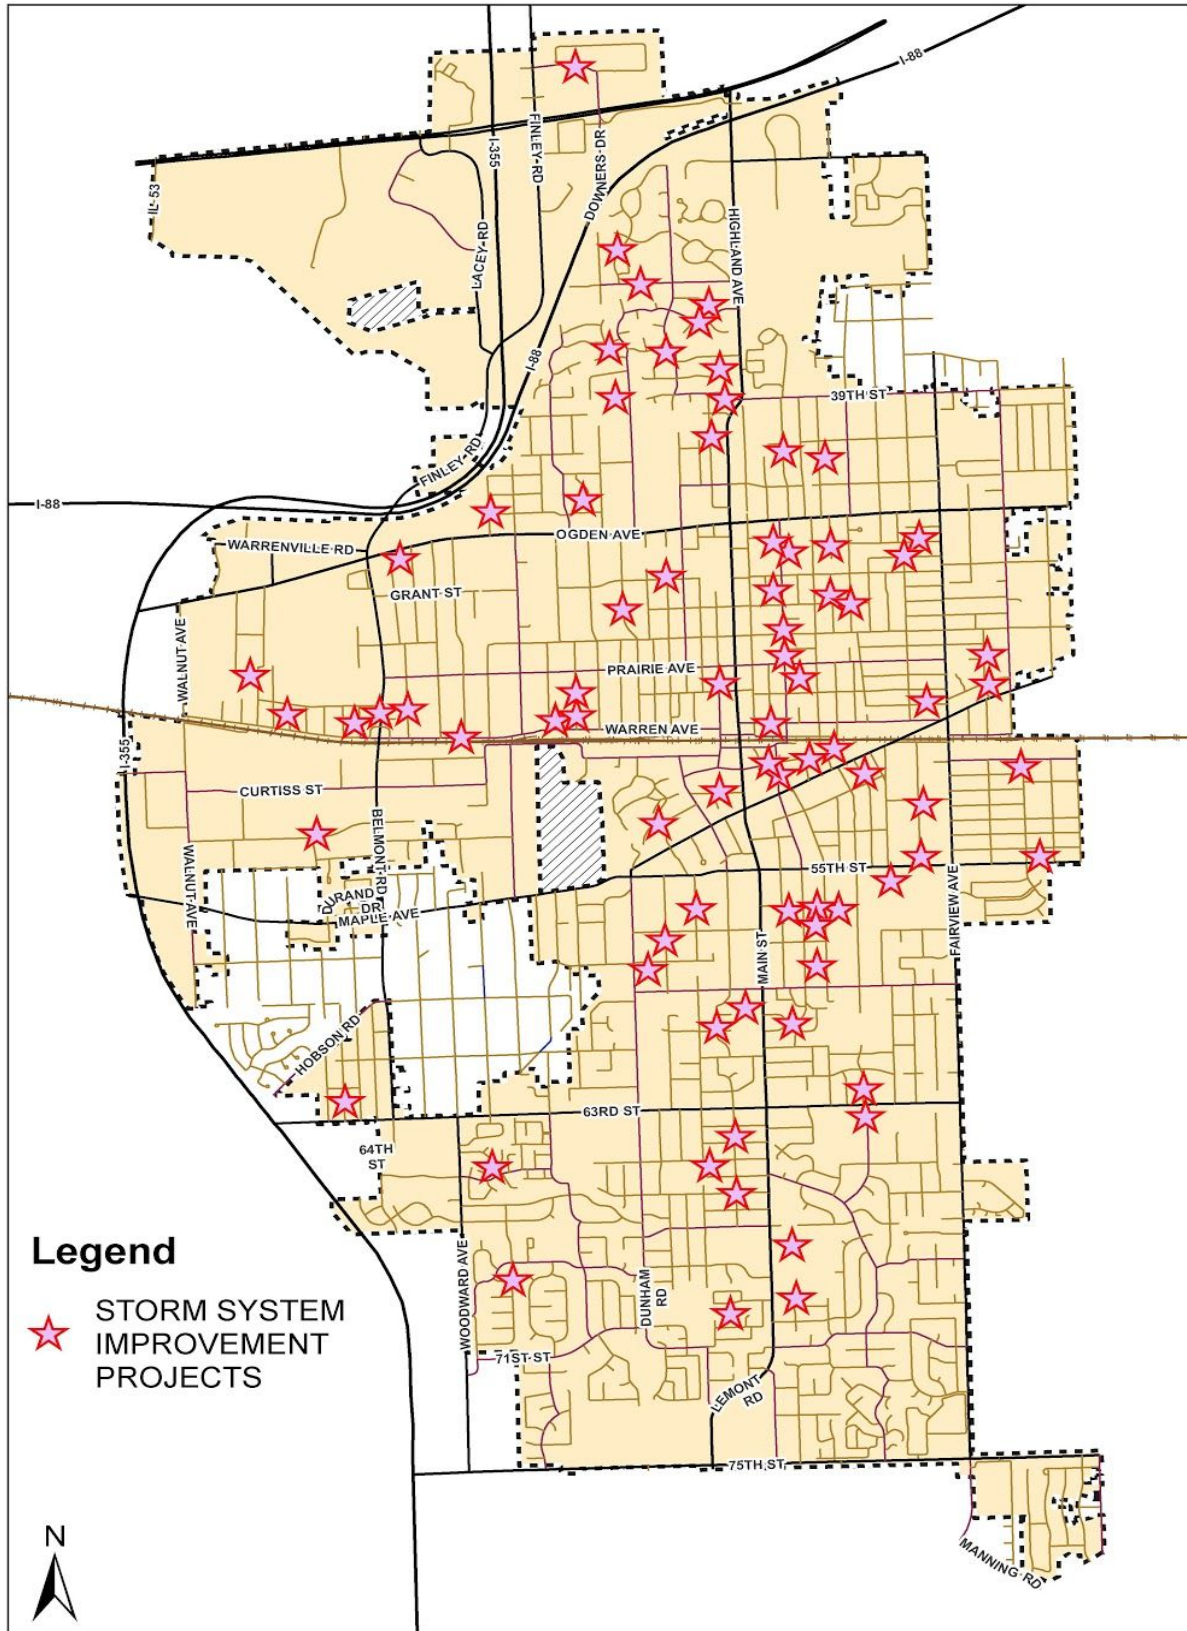 I-88
I-355
FINLEY RD
DOWNERS DR
IL-53
LACEY RD
HIGHLAND AVE
I-88
39TH ST
FINLEY RD
I-88
WARRENVILLE RD
OGDEN AVE
GRANT ST
WALNUT AVE
PRAIRIE AVE
WARREN AVE
I-355
CURTISS ST
BELMONT RD
WALNUT AVE
DURAND
DR
MAPLE AVE
55TH ST
FAIRVIEW AVE
MAIN ST
HOBSON RD
63RD ST
64TH
ST
WOODWARD AVE
DUNHAM
RD
71ST ST
LEMONT
RD
75TH ST
MANNING RD
Legend
STORM SYSTEM
IMPROVEMENT
PROJECTS
N